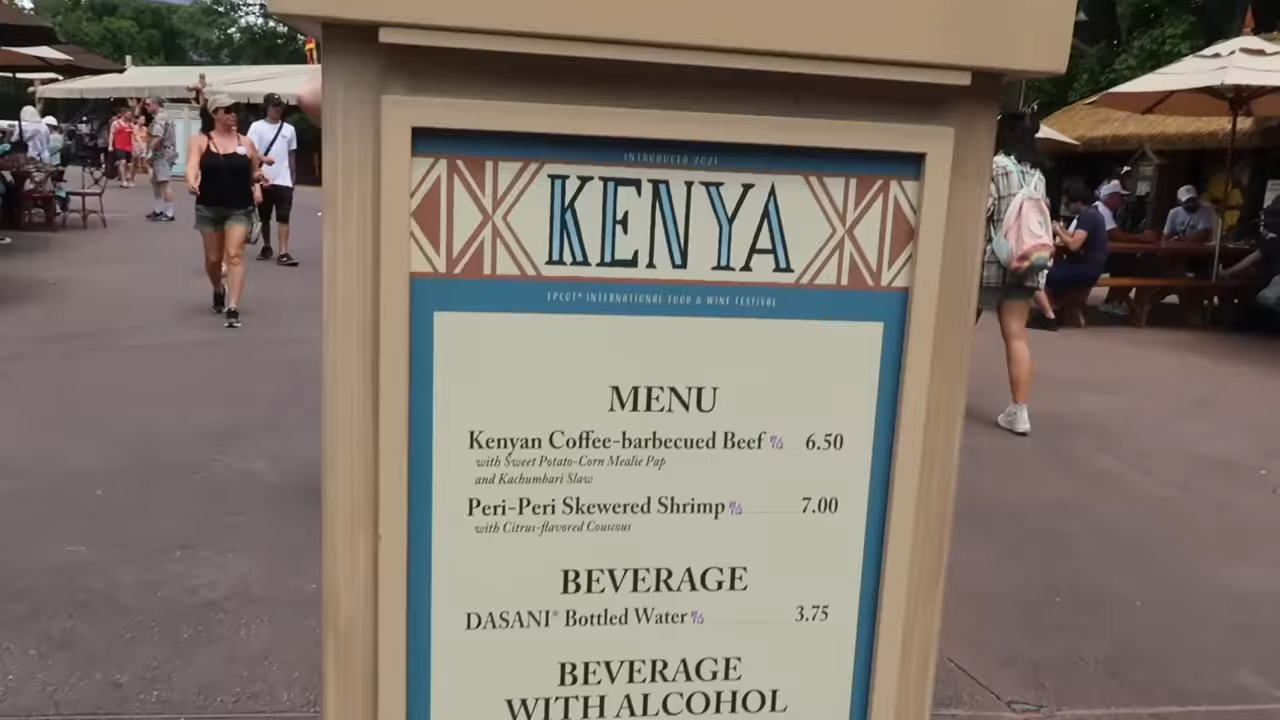 INTRODUCED 2021
KENYA
EPCOT® INTERNATIONAL FOOD & WINE FESTIVAL
MENU
Kenyan Coffee-barbecued Beef 6.50
with Sweet Potato-Corn Mealie Pap
and Kachumbari Slaw
Peri-Peri Skewered Shrimp 7.00
with Citrus-flavored Couscous
BEVERAGE
DASANI® Bottled Water 3.75
BEVERAGE
WITH ALCOHOL